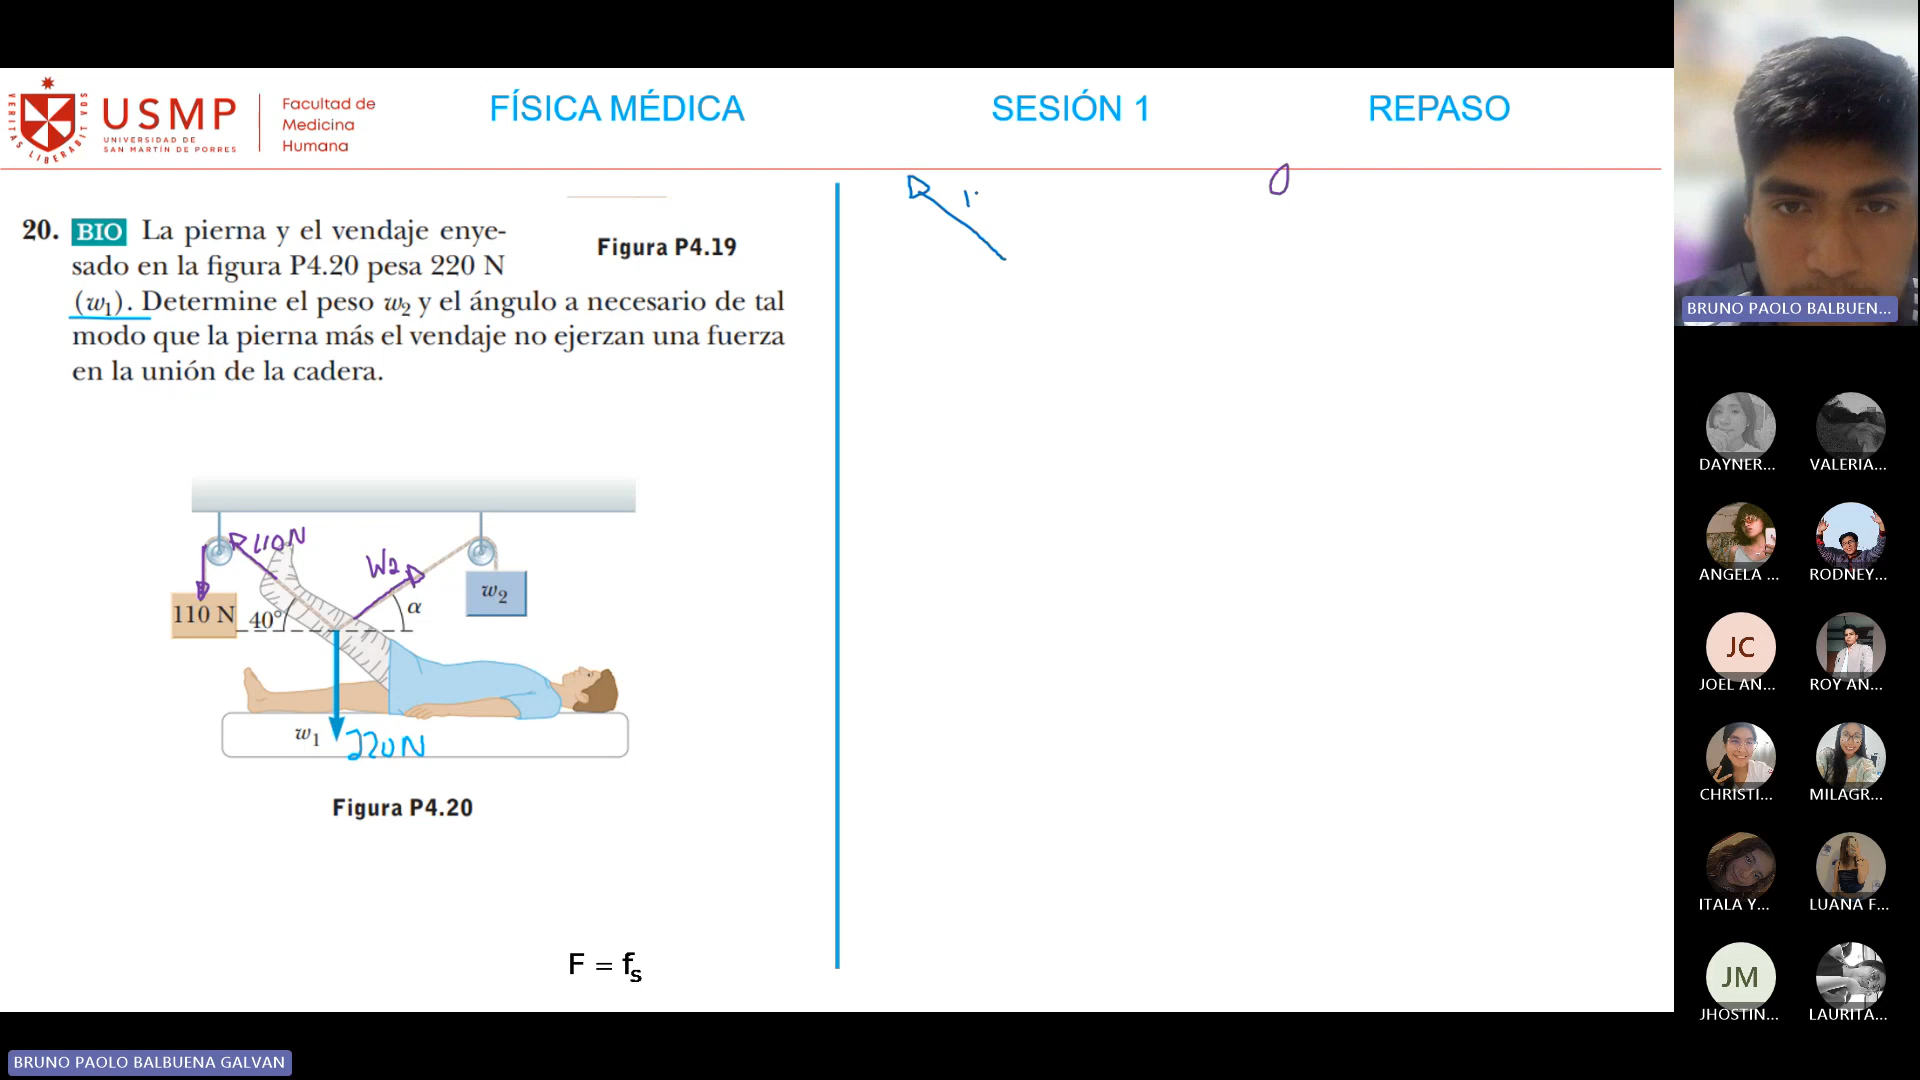 VERITAS LIBERABIT VOS
USMP
UNIVERSIDAD DE
SAN MARTÍN DE PORRES
Facultad de
Medicina
Humana
FÍSICA MÉDICA
SESIÓN 1
REPASO
20. BIO La pierna y el vendaje enye-
sado en la figura P4.20 pesa 220 N
(w₁). Determine el peso w₂ y el ángulo a necesario de tal
modo que la pierna más el vendaje no ejerzan una fuerza
en la unión de la cadera.
Figura P4.19
110N
W2
w₂
α
110 N
40°
w₁
220N
Figura P4.20
F = fₛ
BRUNO PAOLO BALBUEN...
DAYNER...
VALERIA...
ANGELA ...
RODNEY...
JC
JOEL AN...
ROY AN...
CHRISTI...
MILAGR...
ITALA Y...
LUANA F...
JM
JHOSTIN...
LAURITA...
BRUNO PAOLO BALBUENA GALVAN